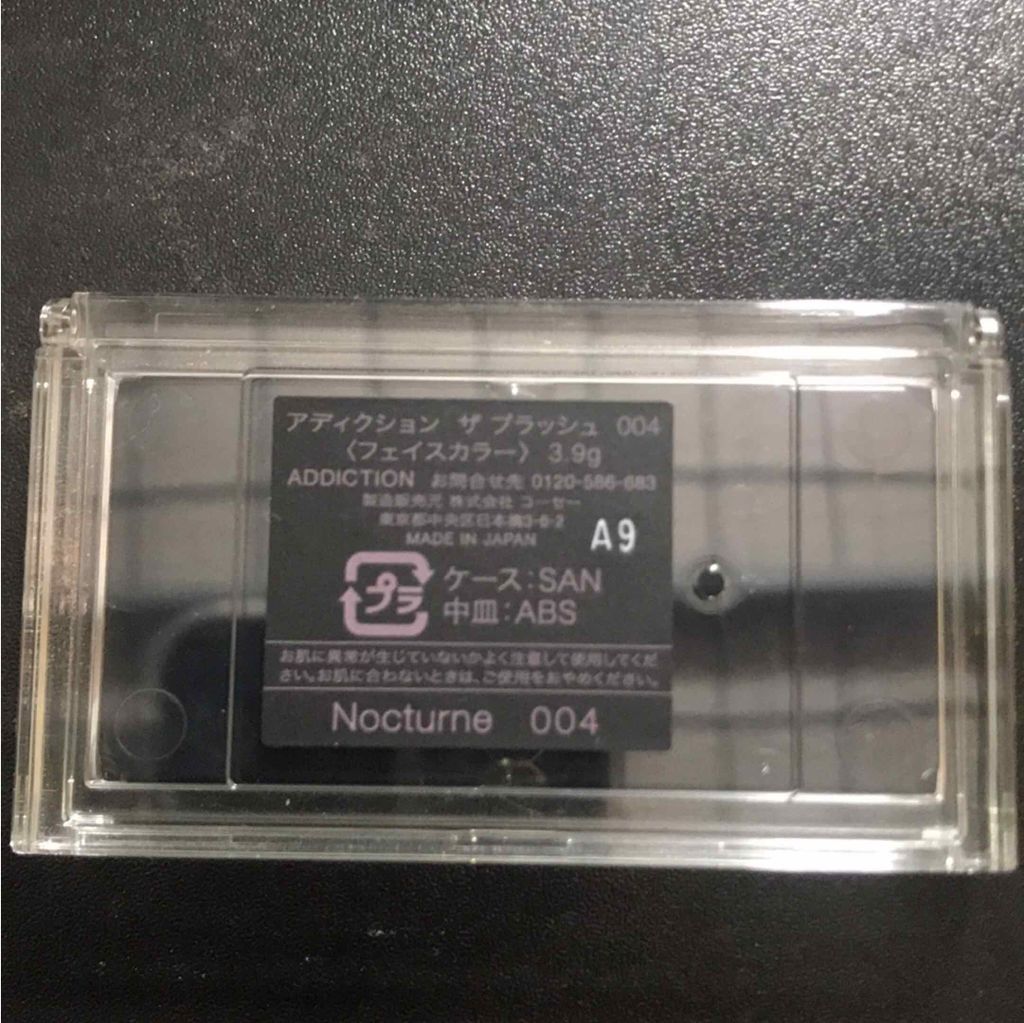 アディクション ザ ブラッシュ 004
〈フェイスカラー〉 3.9g
ADDICTION お問合せ先 0120-586-683
製造販売元 株式会社 コーセー
東京都中央区日本橋3-6-2
MADE IN JAPAN
A9
プラ
ケース:SAN
中皿:ABS
お肌に異常が生じていないかよく注意して使用してくだ
さい。お肌に合わないときは、ご使用をおやめください。
Nocturne 004